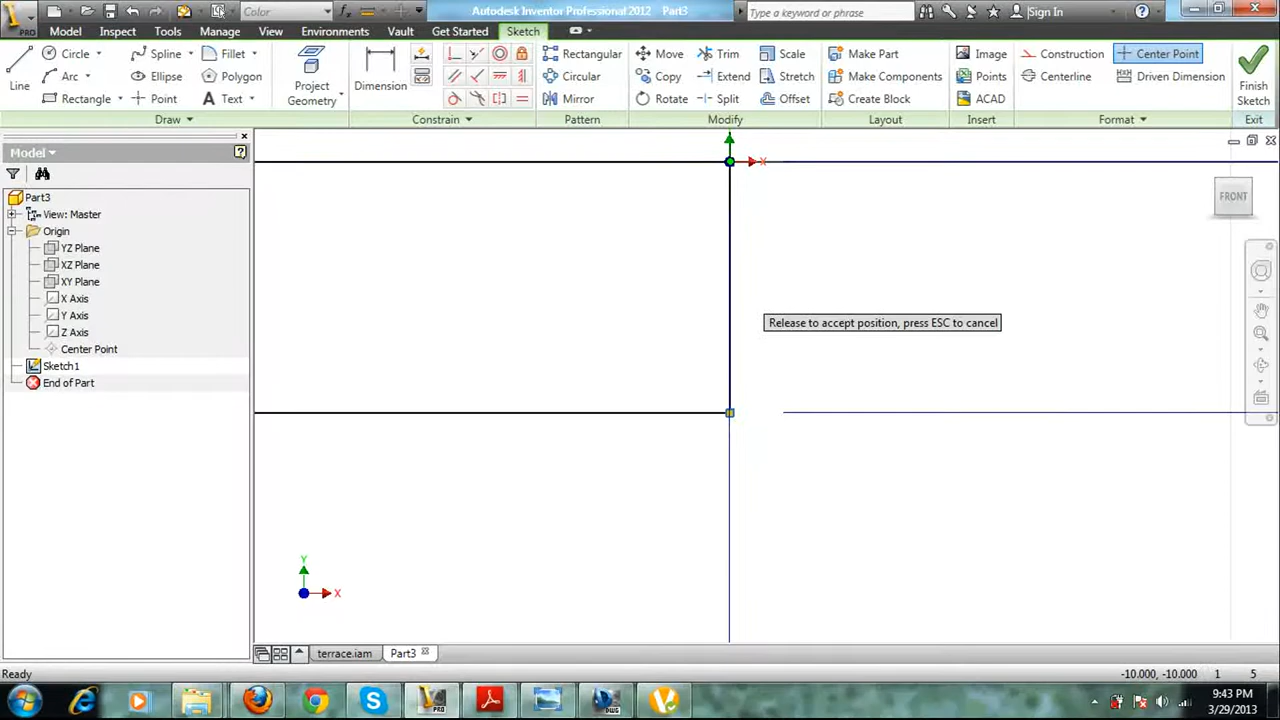 Color
fx
Autodesk Inventor Professional 2012 Part3
Type a keyword or phrase
Sign In
PRO
Model Inspect Tools Manage View Environments Vault Get Started Sketch
Circle Spline Fillet Rectangular Move Trim Scale Make Part Image Construction Center Point
Line Arc Ellipse Polygon Project Geometry Dimension Circular Copy Extend Stretch Make Components Points Centerline Driven Dimension Finish Sketch
Rectangle Point Text Mirror Rotate Split Offset Create Block ACAD
Draw Constrain Pattern Modify Layout Insert Format Exit
Model
Part3
View: Master
Origin
YZ Plane
XZ Plane
XY Plane
X Axis
Y Axis
Z Axis
Center Point
Sketch1
End of Part
X
FRONT
Release to accept position, press ESC to cancel
Y
X
terrace.iam Part3
Ready
-10.000, -10.000 1 5
PRO
DWG
9:43 PM
3/29/2013